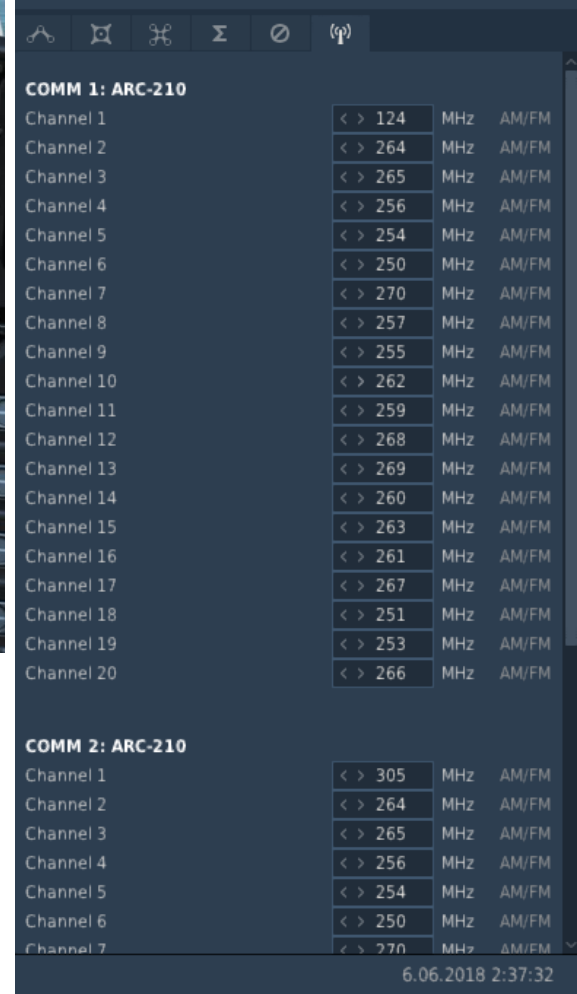 COMM 1: ARC-210
Channel 1 < > 124 MHz AM/FM
Channel 2 < > 264 MHz AM/FM
Channel 3 < > 265 MHz AM/FM
Channel 4 < > 256 MHz AM/FM
Channel 5 < > 254 MHz AM/FM
Channel 6 < > 250 MHz AM/FM
Channel 7 < > 270 MHz AM/FM
Channel 8 < > 257 MHz AM/FM
Channel 9 < > 255 MHz AM/FM
Channel 10 < > 262 MHz AM/FM
Channel 11 < > 259 MHz AM/FM
Channel 12 < > 268 MHz AM/FM
Channel 13 < > 269 MHz AM/FM
Channel 14 < > 260 MHz AM/FM
Channel 15 < > 263 MHz AM/FM
Channel 16 < > 261 MHz AM/FM
Channel 17 < > 267 MHz AM/FM
Channel 18 < > 251 MHz AM/FM
Channel 19 < > 253 MHz AM/FM
Channel 20 < > 266 MHz AM/FM
COMM 2: ARC-210
Channel 1 < > 305 MHz AM/FM
Channel 2 < > 264 MHz AM/FM
Channel 3 < > 265 MHz AM/FM
Channel 4 < > 256 MHz AM/FM
Channel 5 < > 254 MHz AM/FM
Channel 6 < > 250 MHz AM/FM
Channel 7 < > 270 MHz AM/FM
6.06.2018 2:37:32